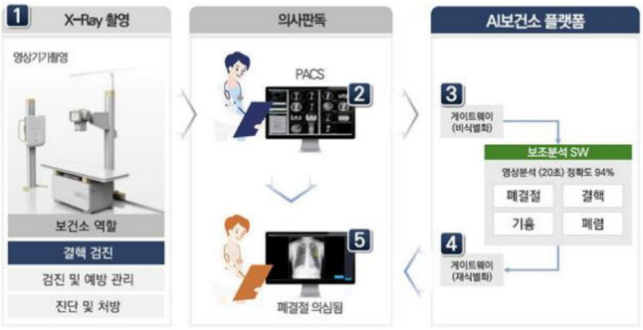 1
X-Ray 촬영
영상기기촬영
보건소 역할
결핵 검진
검진 및 예방 관리
진단 및 처방
의사판독
PACS
2
5
폐결절 의심됨
AI보건소 플랫폼
3
게이트웨이
(비식별화)
보조분석 SW
영상분석 (20초) 정확도 94%
폐결절
결핵
기흉
폐렴
4
게이트웨이
(재식별화)